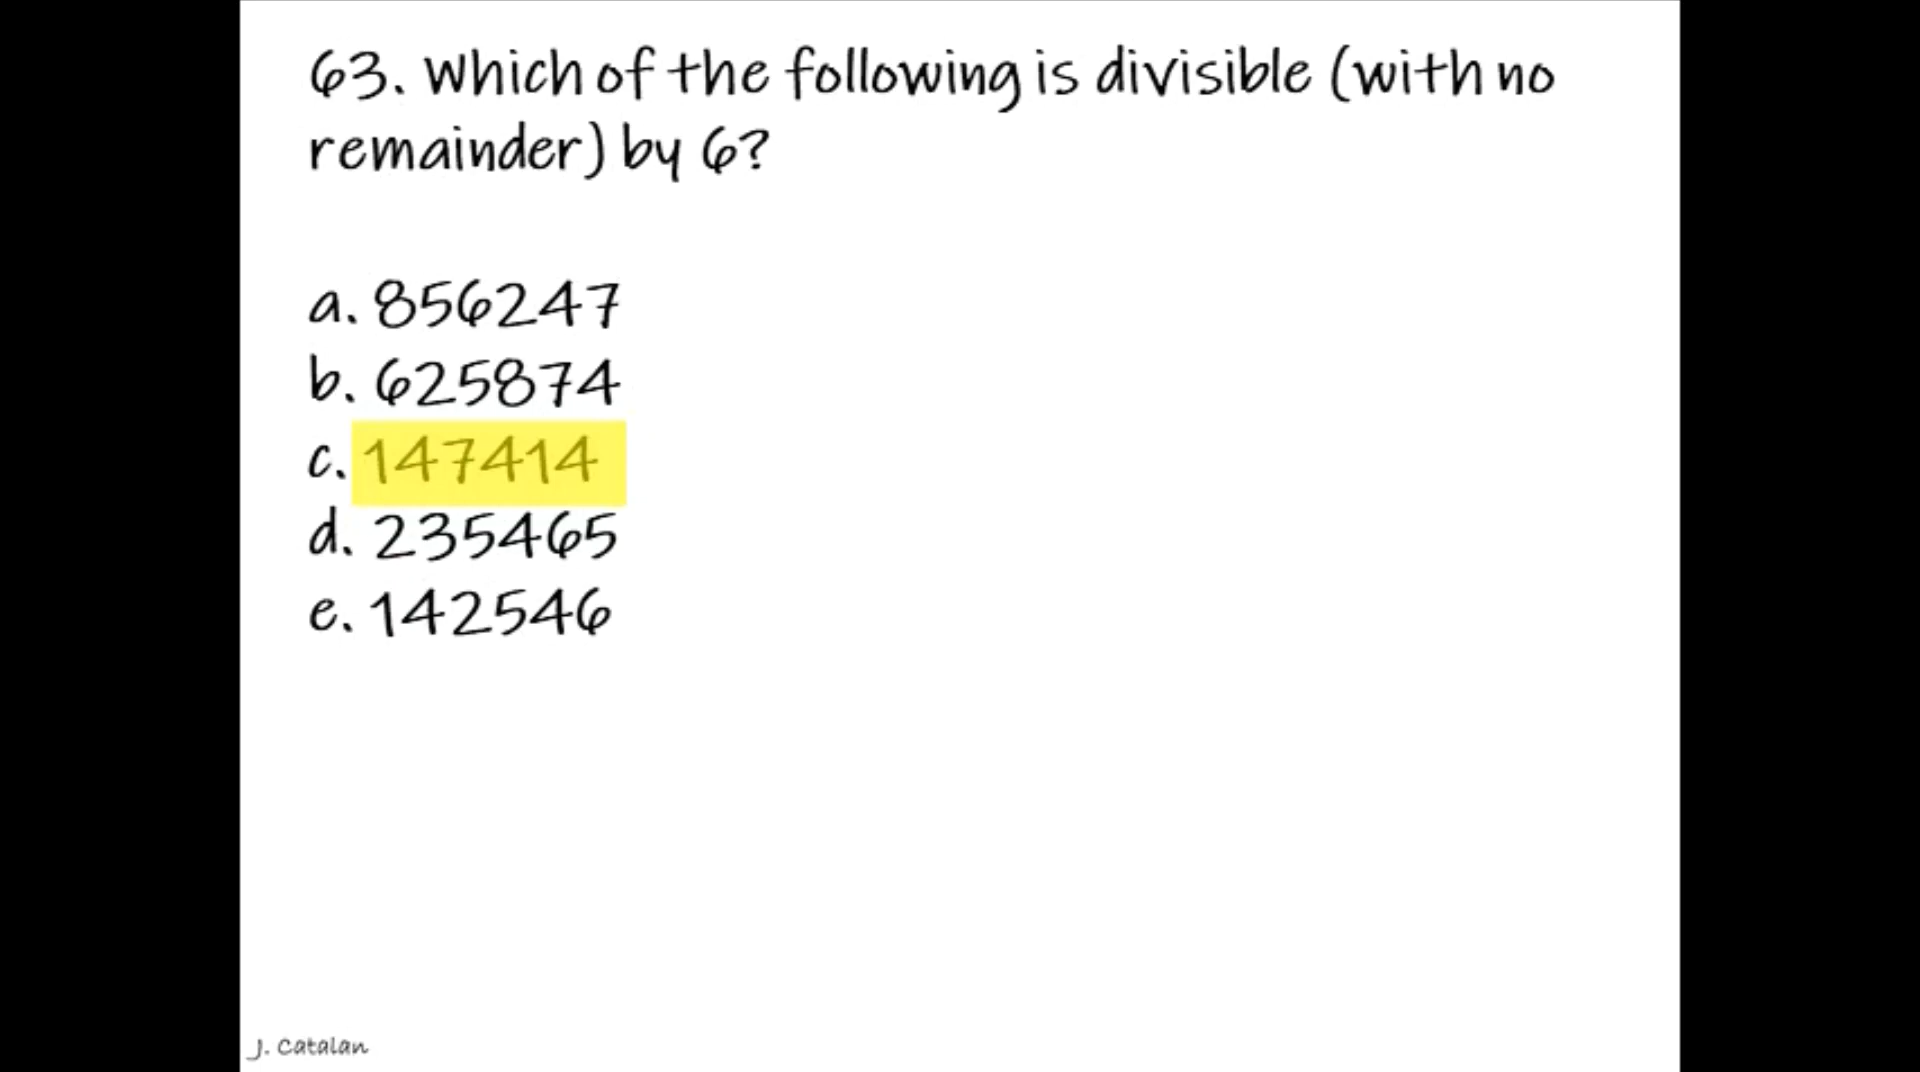 63. Which of the following is divisible (with no
remainder) by 6?
a. 856247
b. 625874
c. 147414
d. 235465
e. 142546
J. Catalan